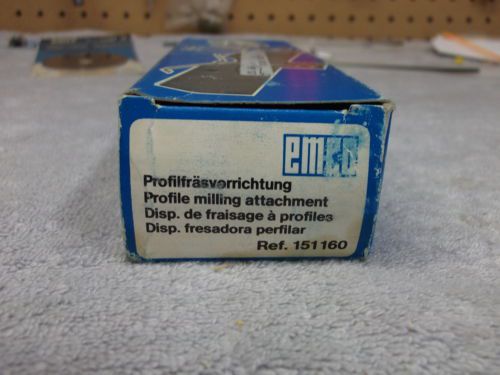 emco
Profilfräsvorrichtung
Profile milling attachment
Disp. de fraisage à profiles
Disp. fresadora perfilar
Ref. 151160